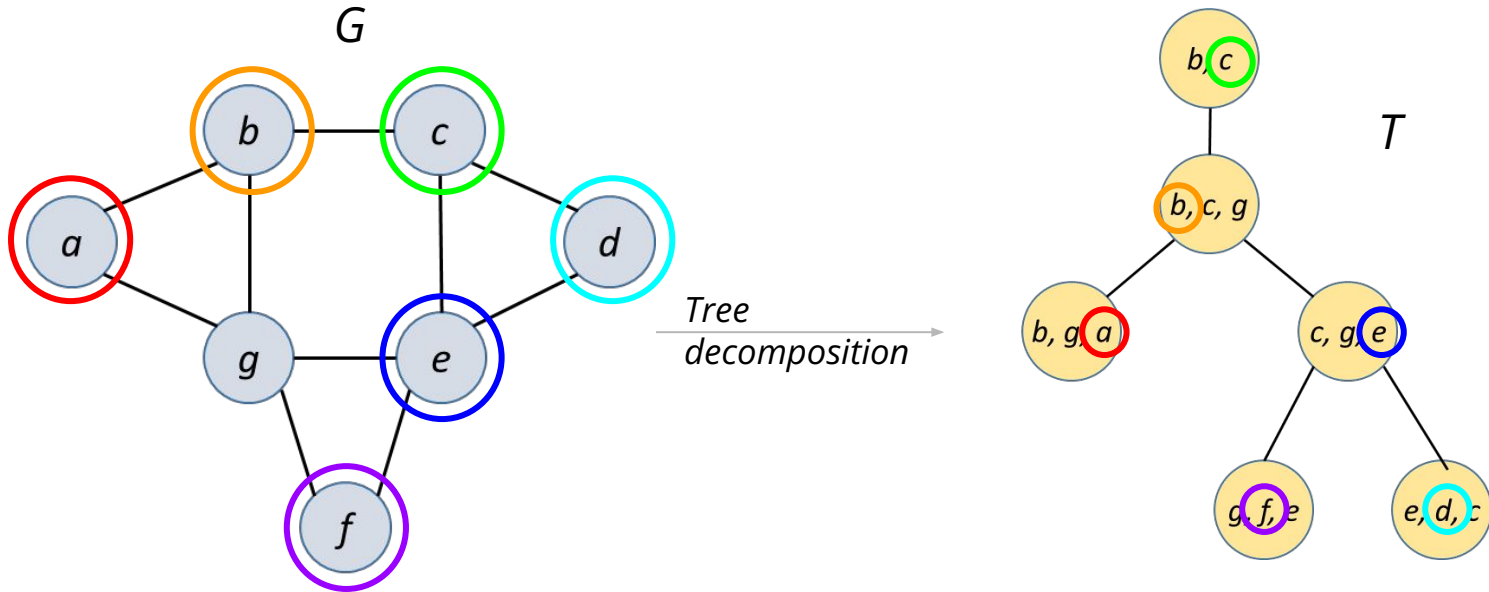 G
b
c
a
d
g
e
f
Tree
decomposition
T
b, c
b, c, g
b, g, a
c, g, e
g, f, e
e, d, c